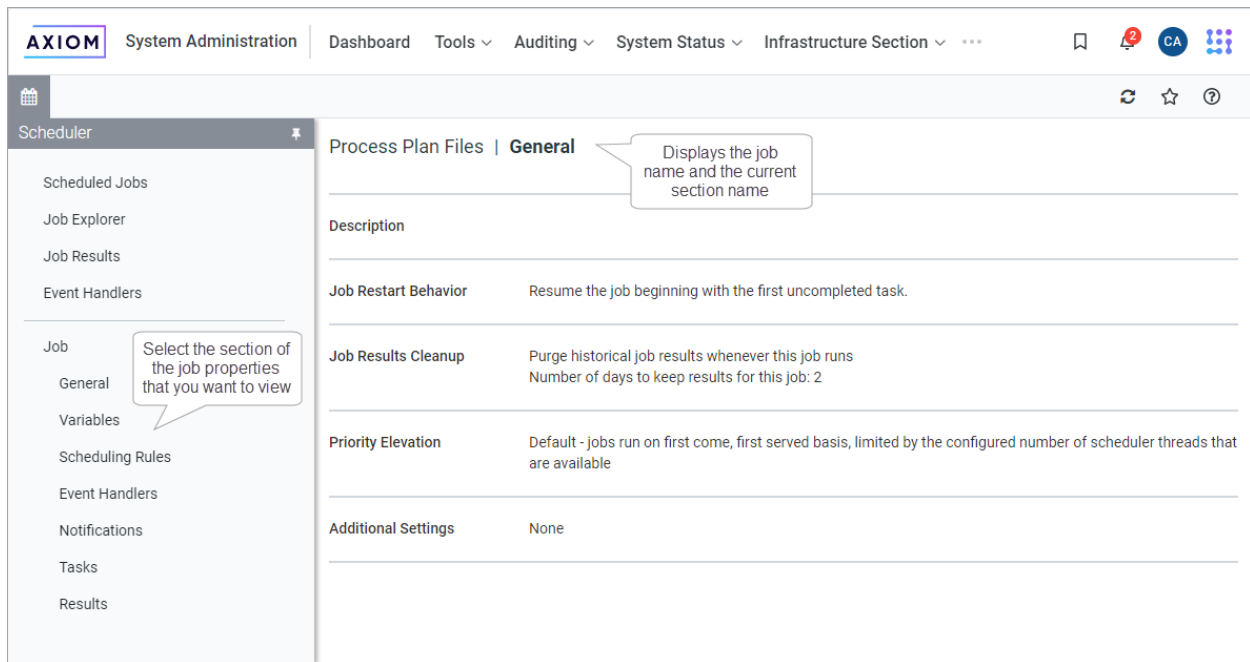 AXIOM System Administration Dashboard Tools Auditing System Status Infrastructure Section 2 CA
Scheduler
Scheduled Jobs
Job Explorer
Job Results
Event Handlers
Job
General
Variables
Scheduling Rules
Event Handlers
Notifications
Tasks
Results
Select the section of
the job properties
that you want to view
Process Plan Files | General
Displays the job
name and the current
section name
Description
Job Restart Behavior Resume the job beginning with the first uncompleted task.
Job Results Cleanup Purge historical job results whenever this job runs
Number of days to keep results for this job: 2
Priority Elevation Default - jobs run on first come, first served basis, limited by the configured number of scheduler threads that
are available
Additional Settings None